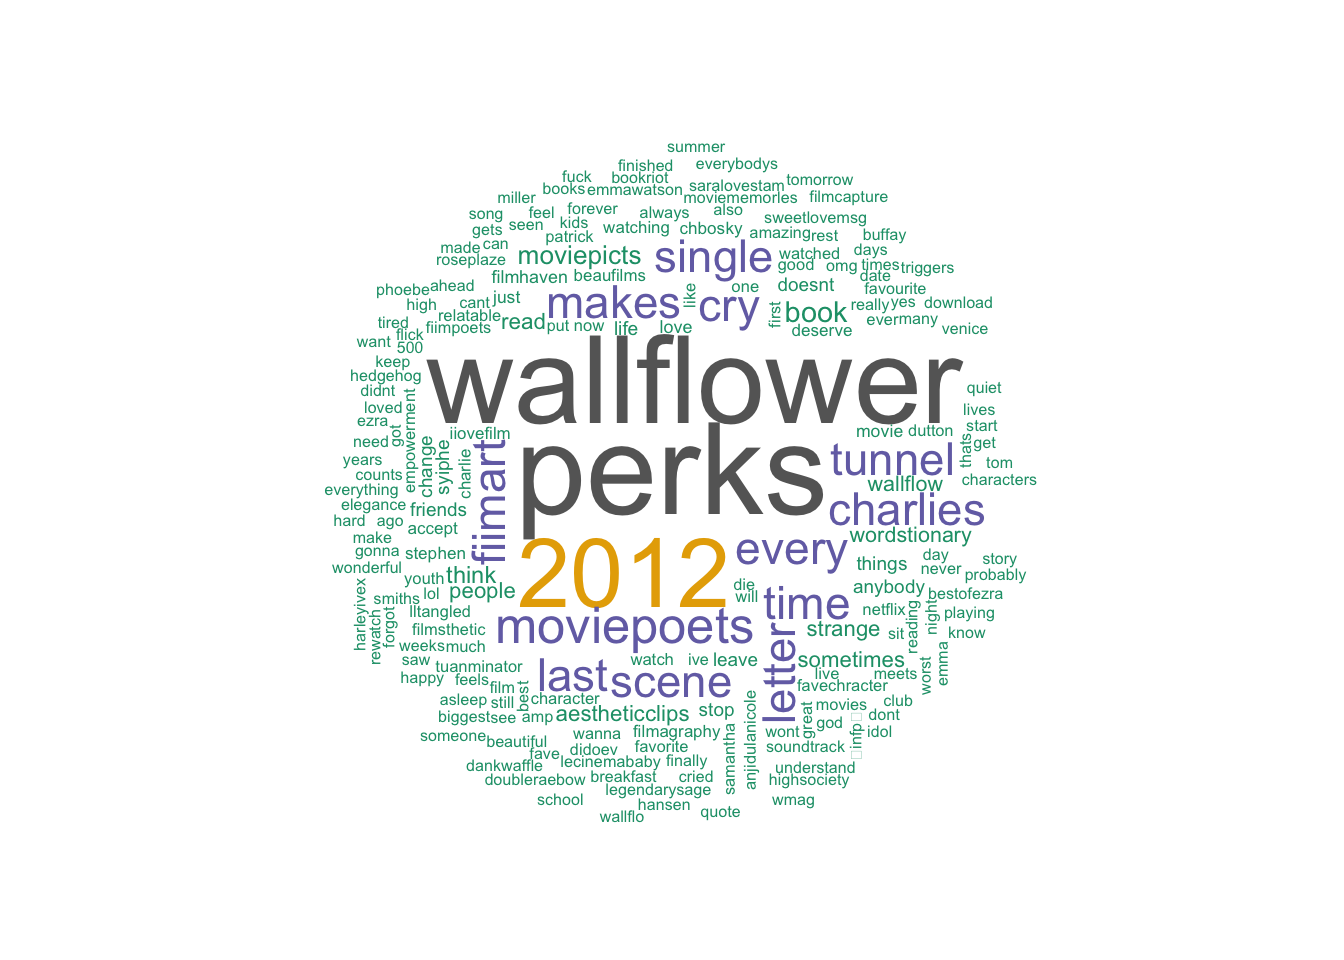 summer
finished everybodys
fuck bookriot tomorrow
books emmawatson saralovestam
miller moviememorles filmcapture
song feel forever always also sweetlovemsg
gets seen kids watching chbosky amazing rest buffay
made can patrick moviepicts single watched days
roseplaze good omg times triggers
filmhaven beaufilms date
phoebe ahead just makes like cry one doesnt favourite
high cant relatable first book really yes download
tired fiimpoets read put now life love deserve ever many venice
want flick
500
keep wallflower
hedgehog
didnt quiet
loved lives
ezra got empowerment iiovefilm perks movie dutton start
need change syiphe charlie fiimart tunnel thats get
years tom
counts wallflow characters
everything
elegance friends charlies
hard ago accept
make 2012 every wordstionary
gonna stephen things day story
wonderful think never probably
youth people die anybody
smiths lol will time bestofezra
harleyivex rewatch forgot lltangled netflix reading night playing
filmsthetic moviepoets letter strange sit know
weeks much
saw tuanminator watch ive leave sometimes worst emma
happy feels last scene live meets
film favechracter
asleep still best character movies club
biggest see amp aestheticclips stop great god infp dont
someone beautiful wanna filmagraphy samantha anjidulanicole wont idol
fave didoev favorite soundtrack
dankwaffle lecinemababy finally understand
doubleraebow breakfast cried highsociety
legendarysage
school hansen wmag
wallflo quote